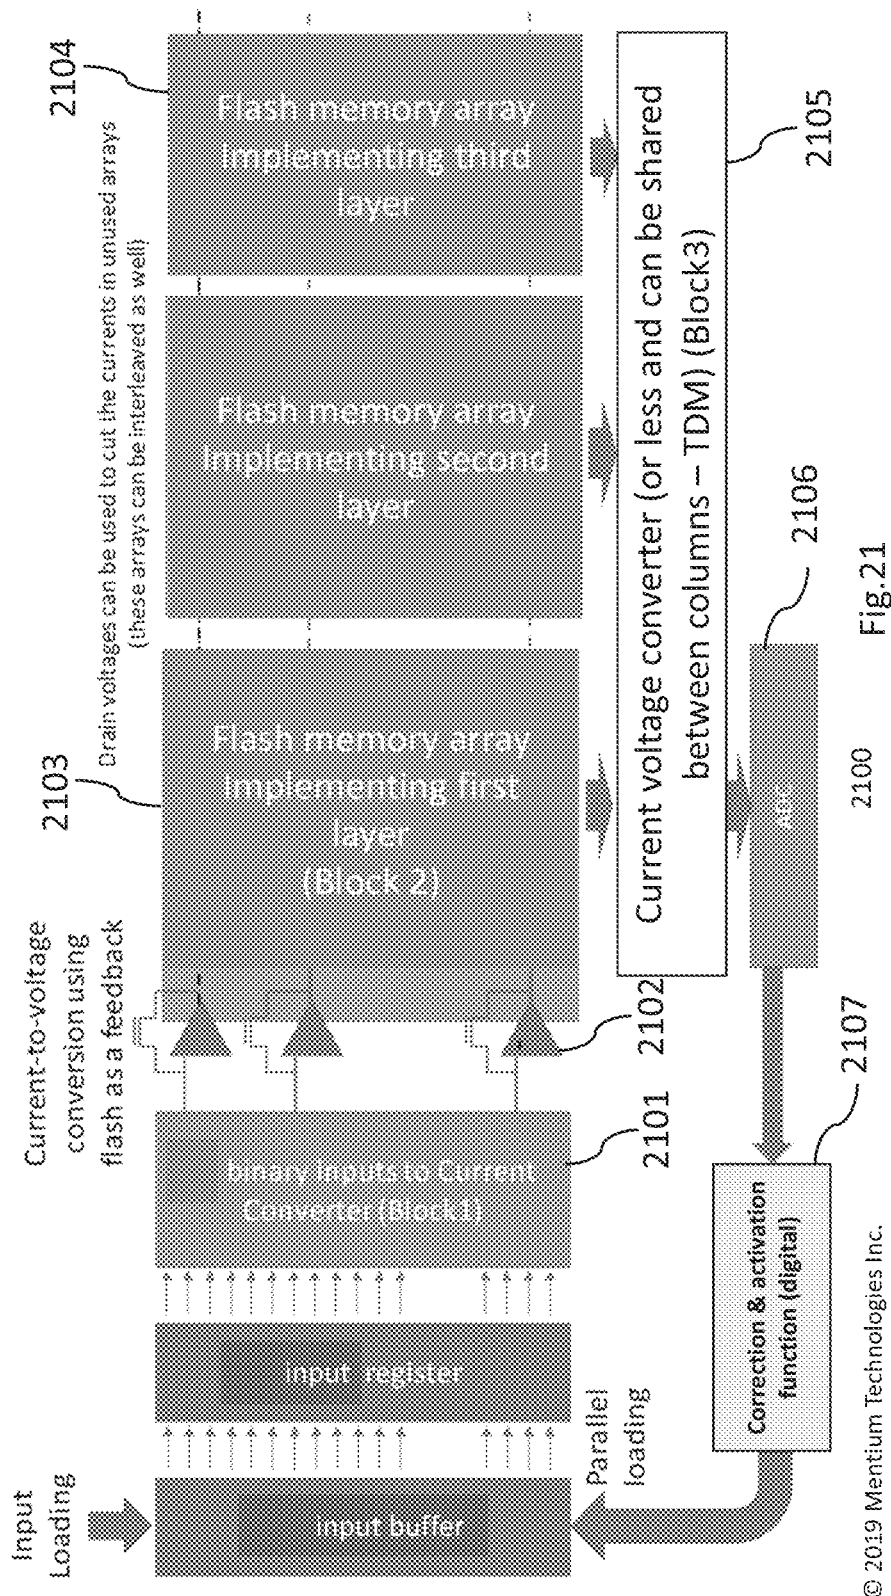 Input
Loading
input buffer
Parallel
loading
input register
binary inputs to Current
Converter (Block1)
2101
Current-to-voltage
conversion using
flash as a feedback
2102
2103
Flash memory array
implementing first
layer
(Block 2)
Drain voltages can be used to cut the currents in unused arrays
(these arrays can be interleaved as well)
Flash memory array
implementing second
layer
2104
Flash memory array
implementing third
layer
Current voltage converter (or less and can be shared
between columns – TDM) (Block3)
2105
ADC
2106
Correction & activation
function (digital)
2107
2100
Fig.21
© 2019 Mentium Technologies Inc.